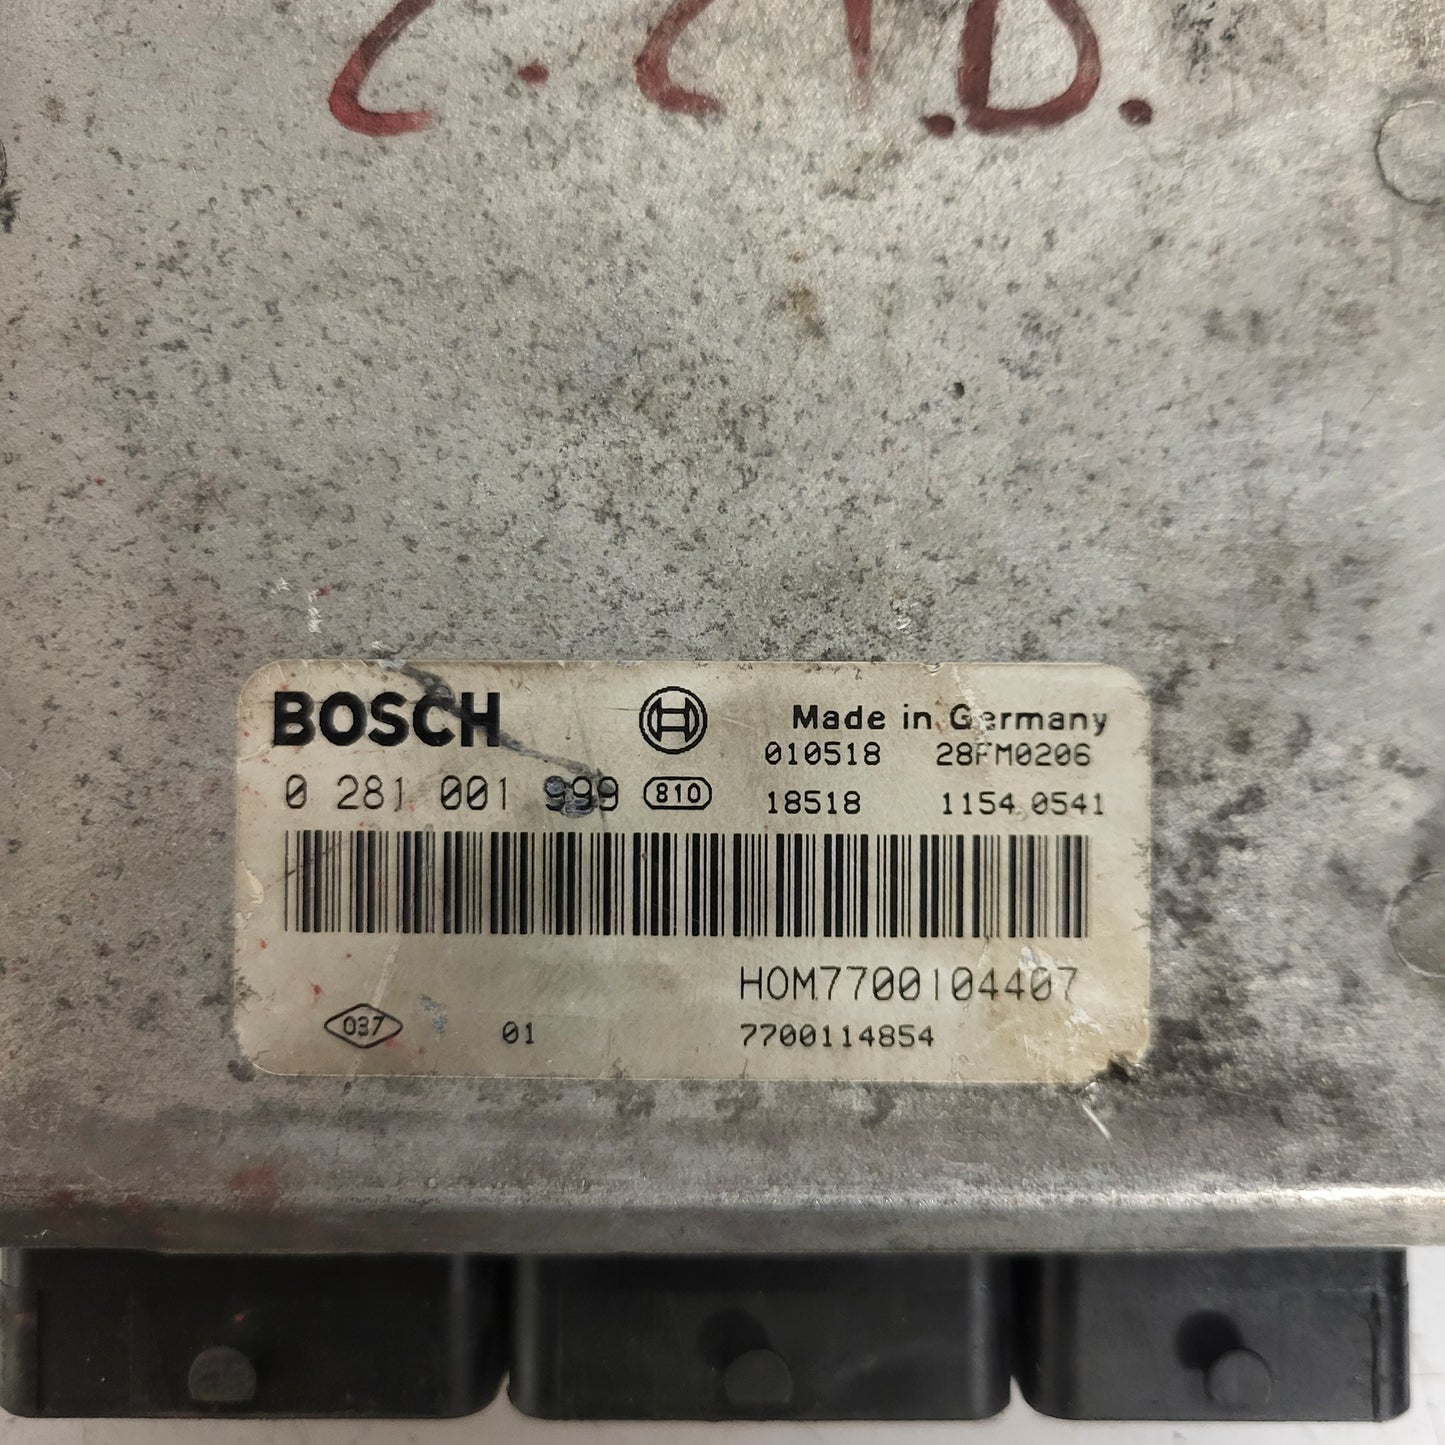 2.2TD.
BOSCH
Made in Germany
010518 28FM0206
0 281 001 999 810
18518 1154 0541
HOM7700104407
037 01 7700114854